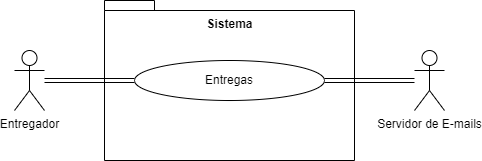 Sistema
Entregas
Entregador
Servidor de E-mails